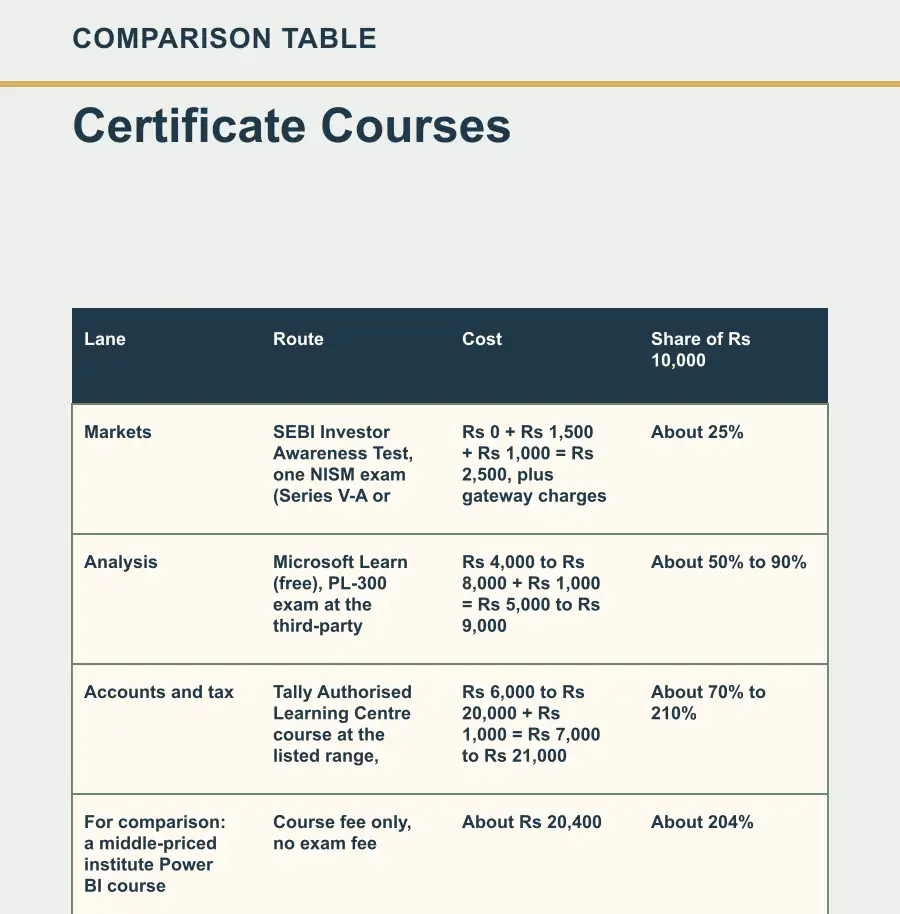 COMPARISON TABLE
Certificate Courses
Lane
Route
Cost
Share of Rs
10,000
Markets
SEBI Investor
Awareness Test,
one NISM exam
(Series V-A or
Rs 0 + Rs 1,500
+ Rs 1,000 = Rs
2,500, plus
gateway charges
About 25%
Analysis
Microsoft Learn
(free), PL-300
exam at the
third-party
Rs 4,000 to Rs
8,000 + Rs 1,000
= Rs 5,000 to Rs
9,000
About 50% to 90%
Accounts and tax
Tally Authorised
Learning Centre
course at the
listed range,
Rs 6,000 to Rs
20,000 + Rs
1,000 = Rs 7,000
to Rs 21,000
About 70% to
210%
For comparison:
a middle-priced
institute Power
BI course
Course fee only,
no exam fee
About Rs 20,400
About 204%